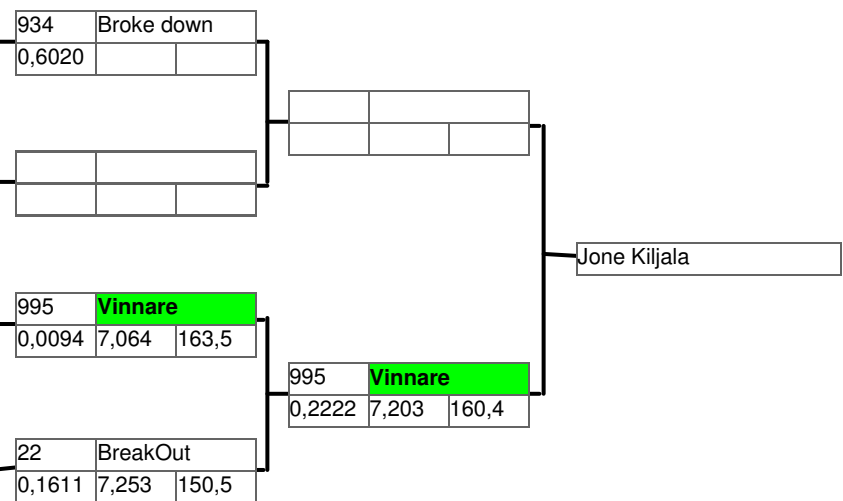 934 Broke down
0,6020
995 Vinnare
0,0094 7,064 163,5
22 BreakOut
0,1611 7,253 150,5
995 Vinnare
0,2222 7,203 160,4
Jone Kiljala